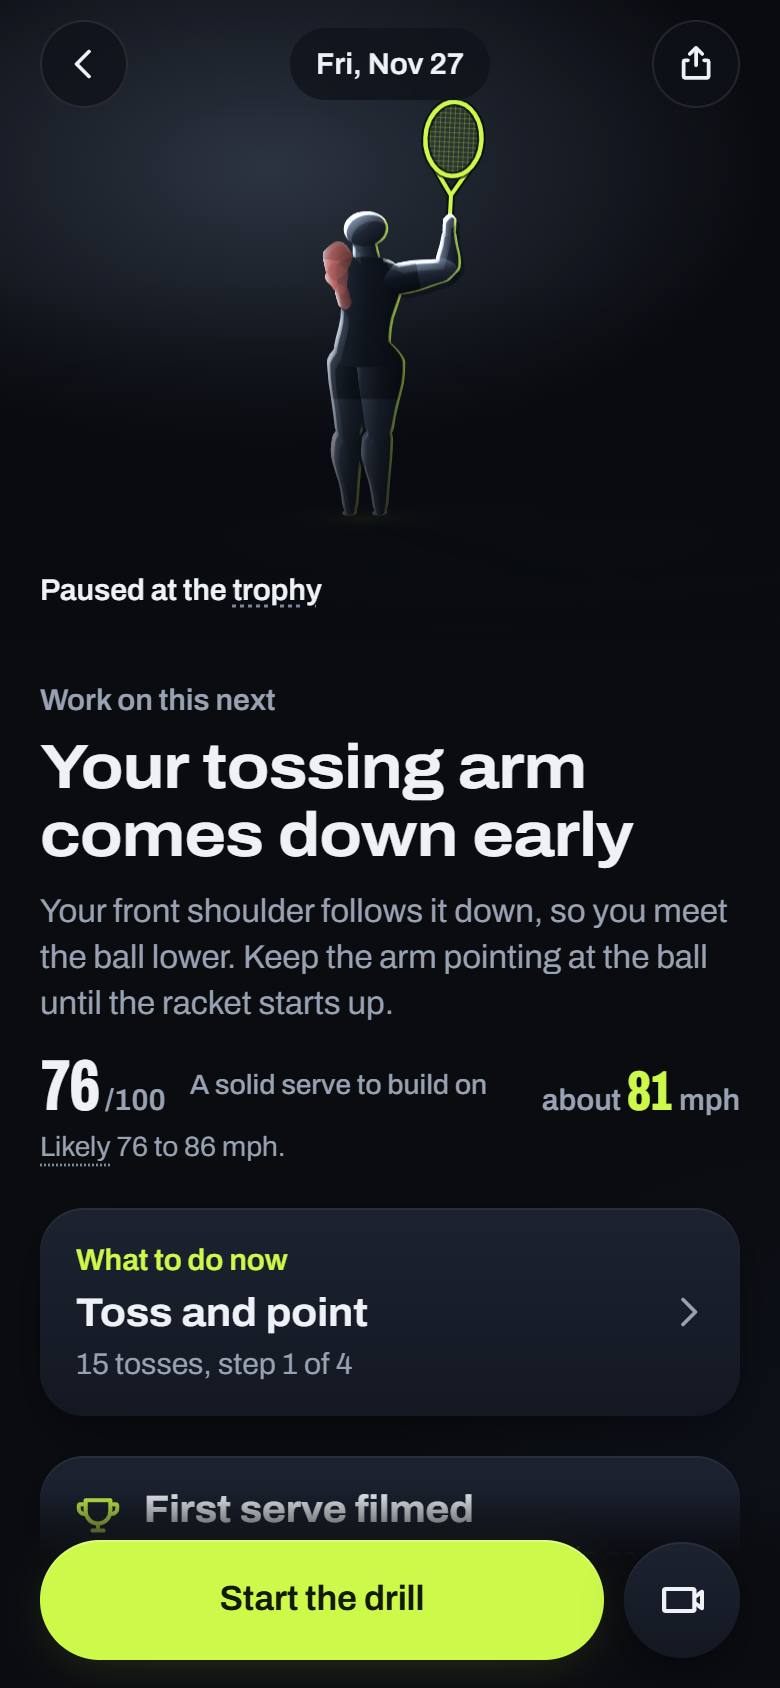 Fri, Nov 27
Paused at the trophy
Work on this next
Your tossing arm
comes down early
Your front shoulder follows it down, so you meet
the ball lower. Keep the arm pointing at the ball
until the racket starts up.
76/100 A solid serve to build on about 81 mph
Likely 76 to 86 mph.
What to do now
Toss and point
15 tosses, step 1 of 4
First serve filmed
Start the drill